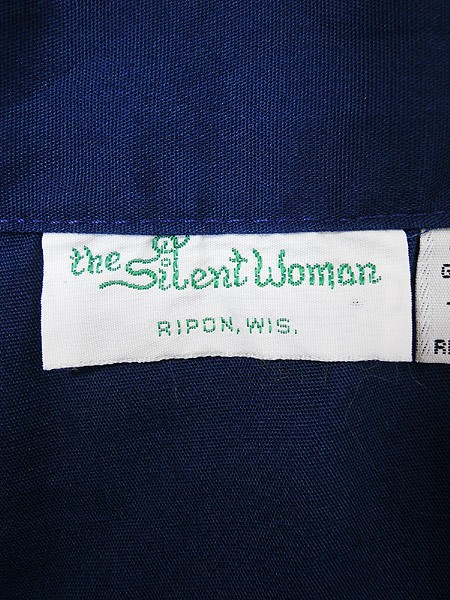 the Silent Woman
RIPON, WIS.